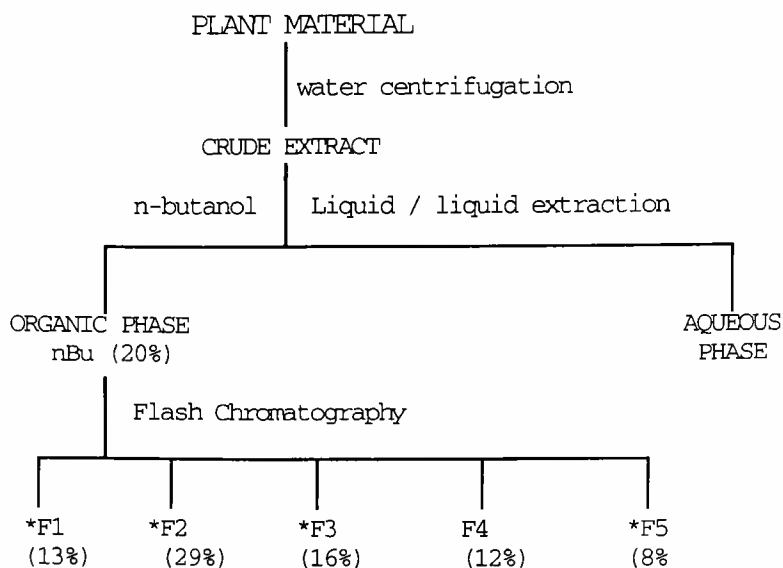 PLANT MATERIAL
water centrifugation
CRUDE EXTRACT
n-butanol Liquid / liquid extraction
ORGANIC PHASE
nBu (20%)
AQUEOUS
PHASE
Flash Chromatography
*F1 *F2 *F3 F4 *F5
(13%) (29%) (16%) (12%) (8%